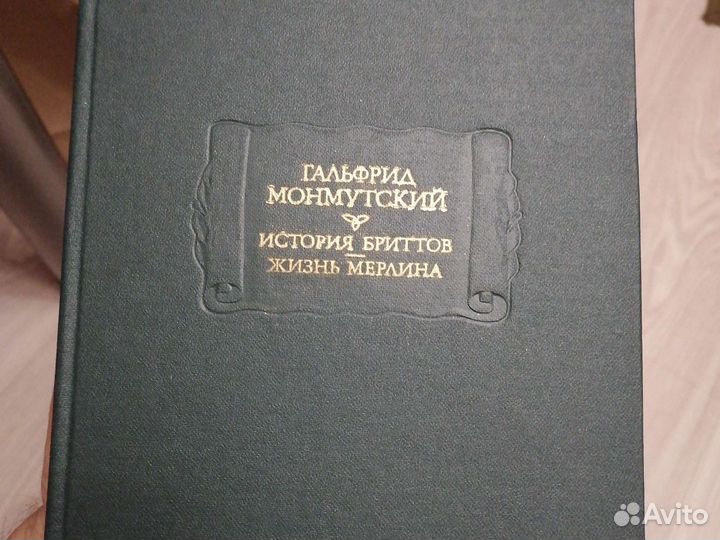 ГАЛЬФРИД
МОНМУТСКИЙ
ИСТОРИЯ БРИТТОВ
ЖИЗНЬ МЕРЛИНА
Avito